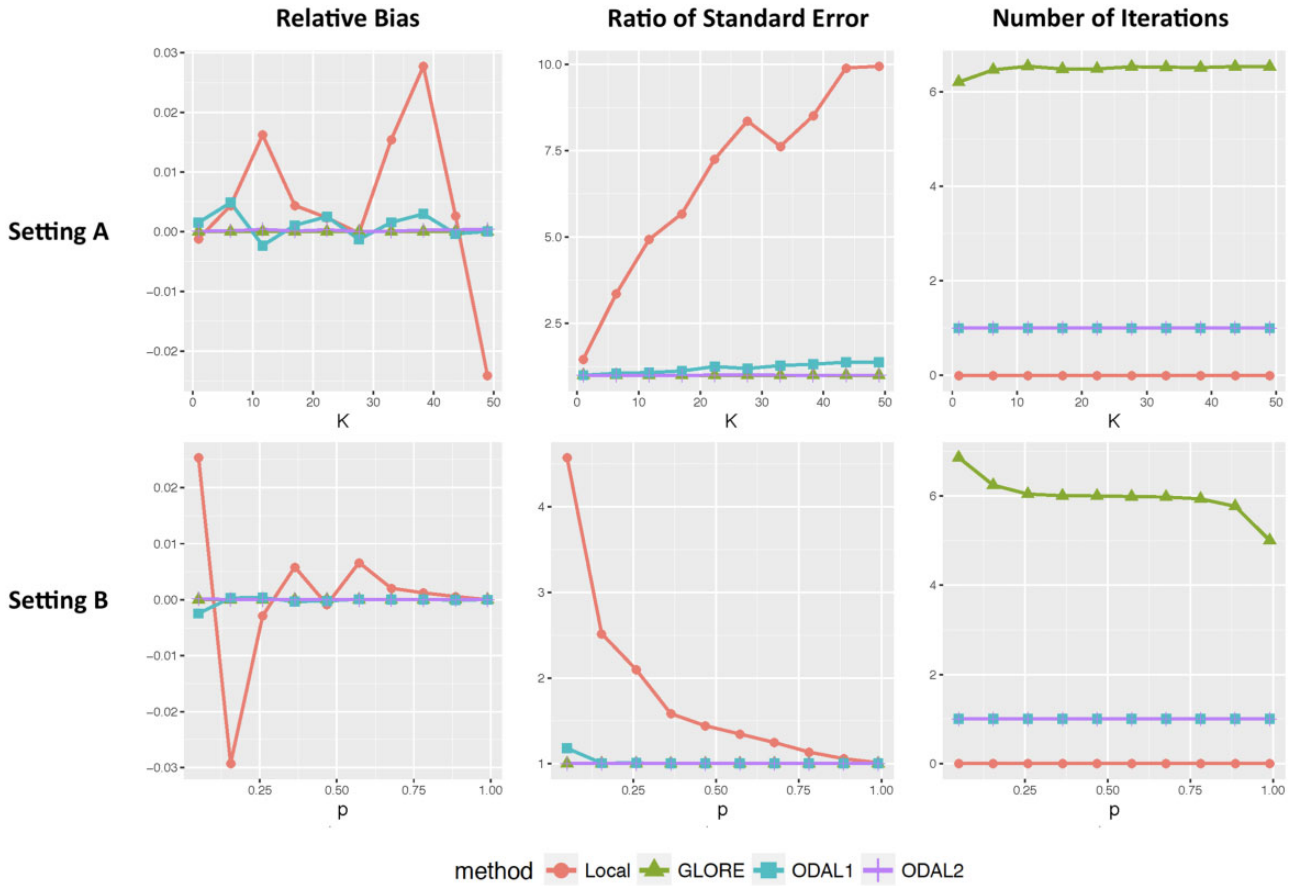 Relative Bias Ratio of Standard Error Number of Iterations
Setting A
0.03
0.02
0.01
0.00
−0.01
−0.02
0 10 20 30 40 50
K
10.0
7.5
5.0
2.5
0 10 20 30 40 50
K
6
4
2
0
0 10 20 30 40 50
K
Setting B
0.02
0.01
0.00
−0.01
−0.02
−0.03
0.25 0.50 0.75 1.00
p
4
3
2
1
0.25 0.50 0.75 1.00
p
6
4
2
0
0.25 0.50 0.75 1.00
p
method Local GLORE ODAL1 ODAL2